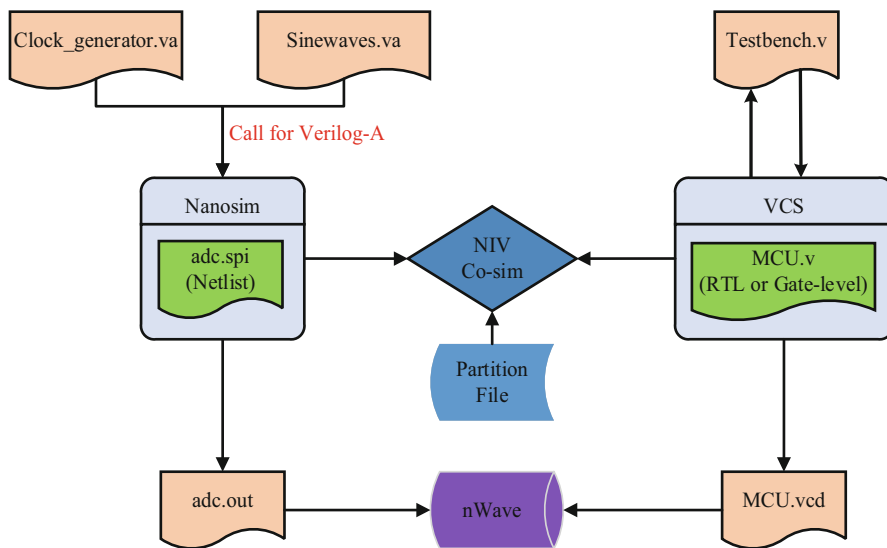 Clock_generator.va
Sinewaves.va
Testbench.v
Call for Verilog-A
Nanosim
adc.spi
(Netlist)
NIV
Co-sim
VCS
MCU.v
(RTL or Gate-level)
Partition
File
adc.out
nWave
MCU.vcd